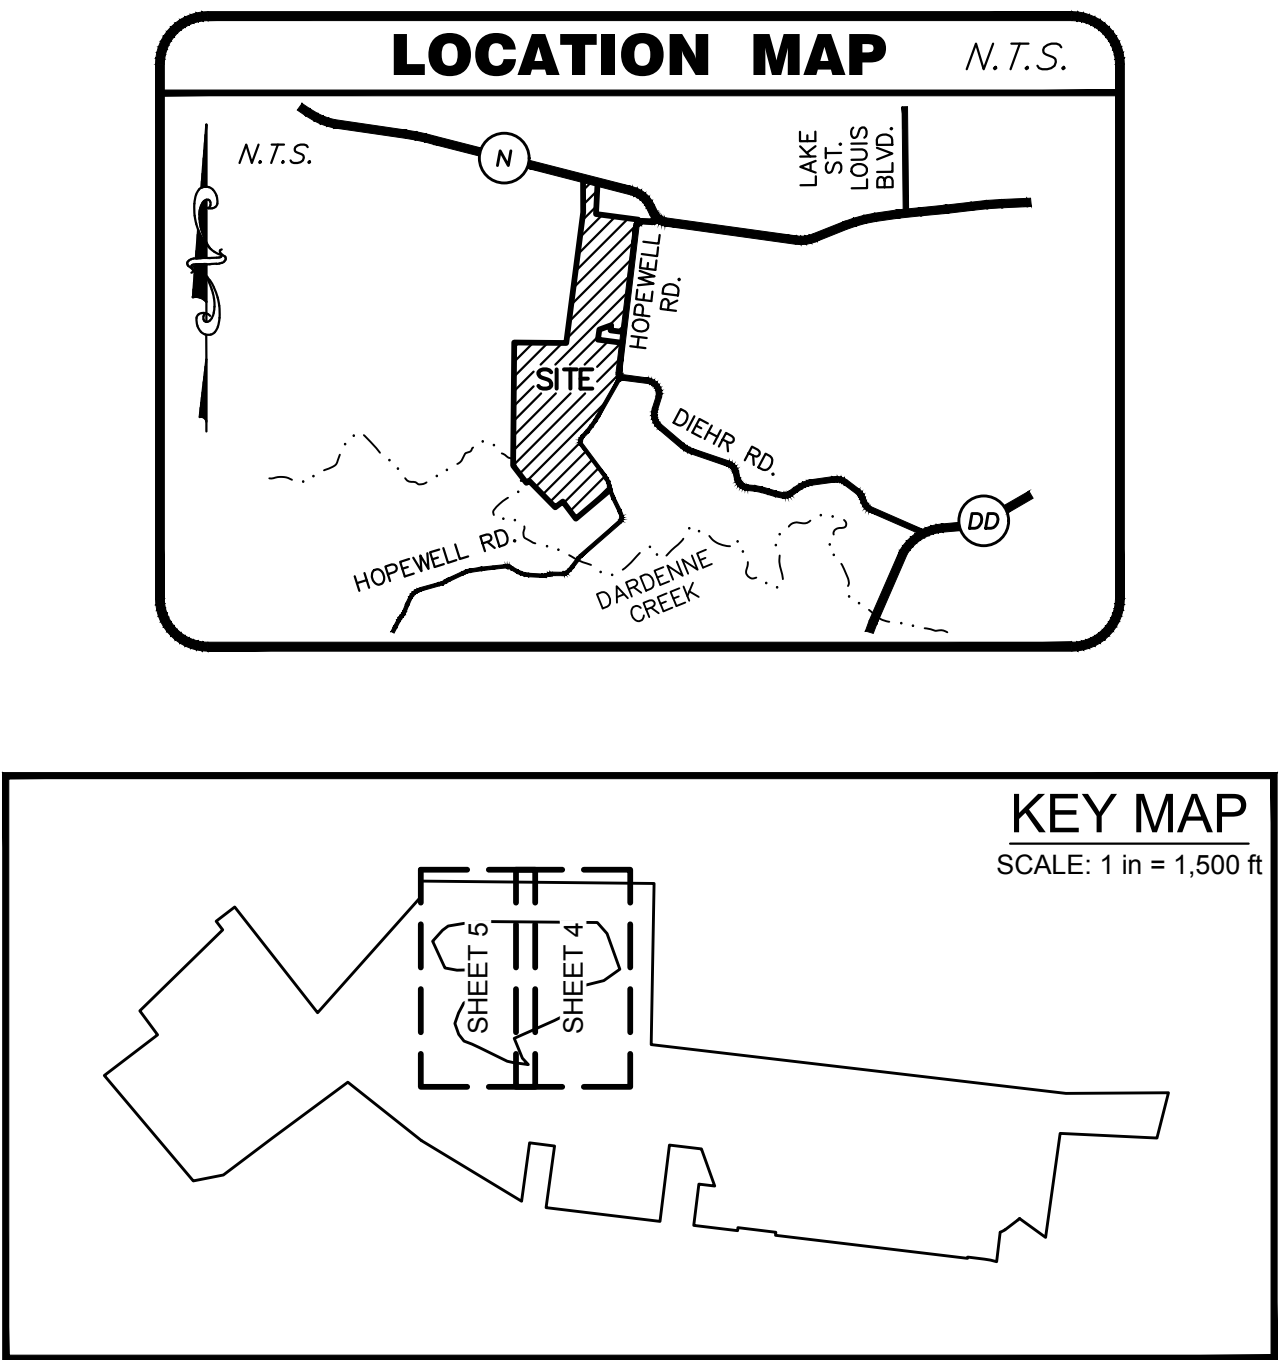 LOCATION MAP
N.T.S.
N.T.S.
N
LAKE
ST.
LOUIS
BLVD.
HOPEWELL
RD.
SITE
DIEHR RD.
DD
HOPEWELL RD.
DARDENNE
CREEK
KEY MAP
SCALE: 1 in = 1,500 ft
SHEET 5
SHEET 4